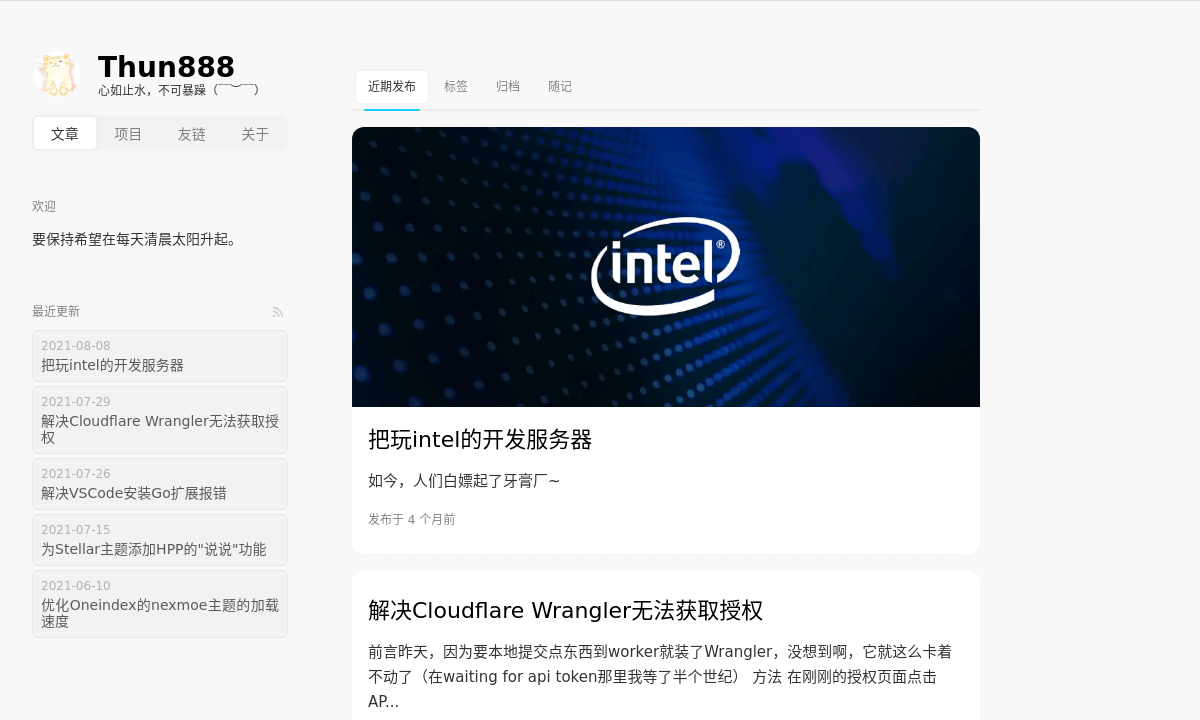 Thun888
心如止水，不可暴躁（￣︶￣）
文章
项目
友链
关于
欢迎
要保持希望在每天清晨太阳升起。
最近更新
2021-08-08
把玩intel的开发服务器
2021-07-29
解决Cloudflare Wrangler无法获取授
权
2021-07-26
解决VSCode安装Go扩展报错
2021-07-15
为Stellar主题添加HPP的"说说"功能
2021-06-10
优化Oneindex的nexmoe主题的加载
速度
近期发布
标签
归档
随记
intel®
把玩intel的开发服务器
如今，人们白嫖起了牙膏厂~
发布于 4 个月前
解决Cloudflare Wrangler无法获取授权
前言昨天，因为要本地提交点东西到worker就装了Wrangler，没想到啊，它就这么卡着
不动了（在waiting for api token那里我等了半个世纪） 方法 在刚刚的授权页面点击
AP...